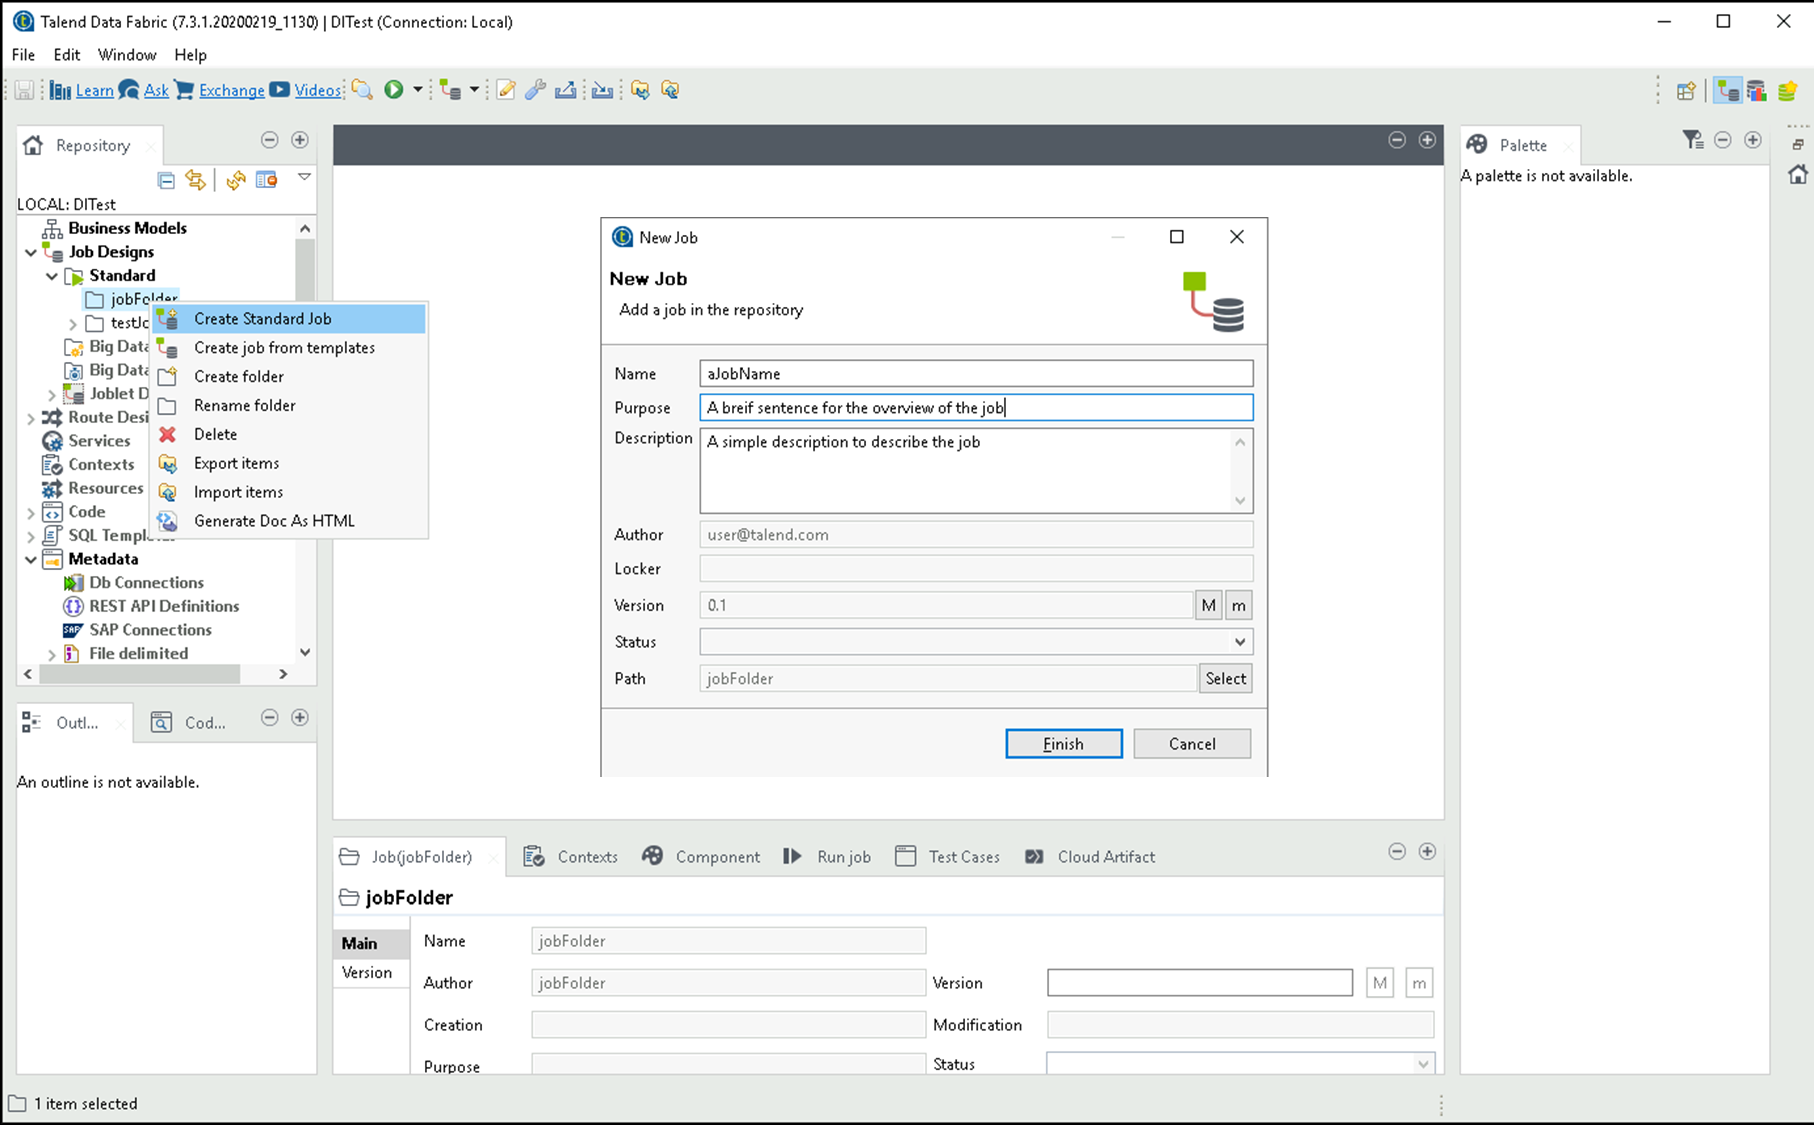 Talend Data Fabric (7.3.1.20200219_1130) | DITest (Connection: Local)
File Edit Window Help
Learn Ask Exchange Videos
Repository
LOCAL: DITest
Business Models
Job Designs
Standard
jobFolder
testJo
Big Data
Big Data
Joblet D
Route Desi
Services
Contexts
Resources
Code
SQL Templ
Metadata
Db Connections
REST API Definitions
SAP Connections
File delimited
Create Standard Job
Create job from templates
Create folder
Rename folder
Delete
Export items
Import items
Generate Doc As HTML
New Job
New Job
Add a job in the repository
Name aJobName
Purpose A breif sentence for the overview of the job
Description A simple description to describe the job
Author user@talend.com
Locker
Version 0.1 M m
Status
Path jobFolder Select
Finish Cancel
Palette
A palette is not available.
Outl... Cod...
An outline is not available.
Job(jobFolder) Contexts Component Run job Test Cases Cloud Artifact
jobFolder
Main
Version
Name jobFolder
Author jobFolder Version M m
Creation Modification
Purpose Status
1 item selected